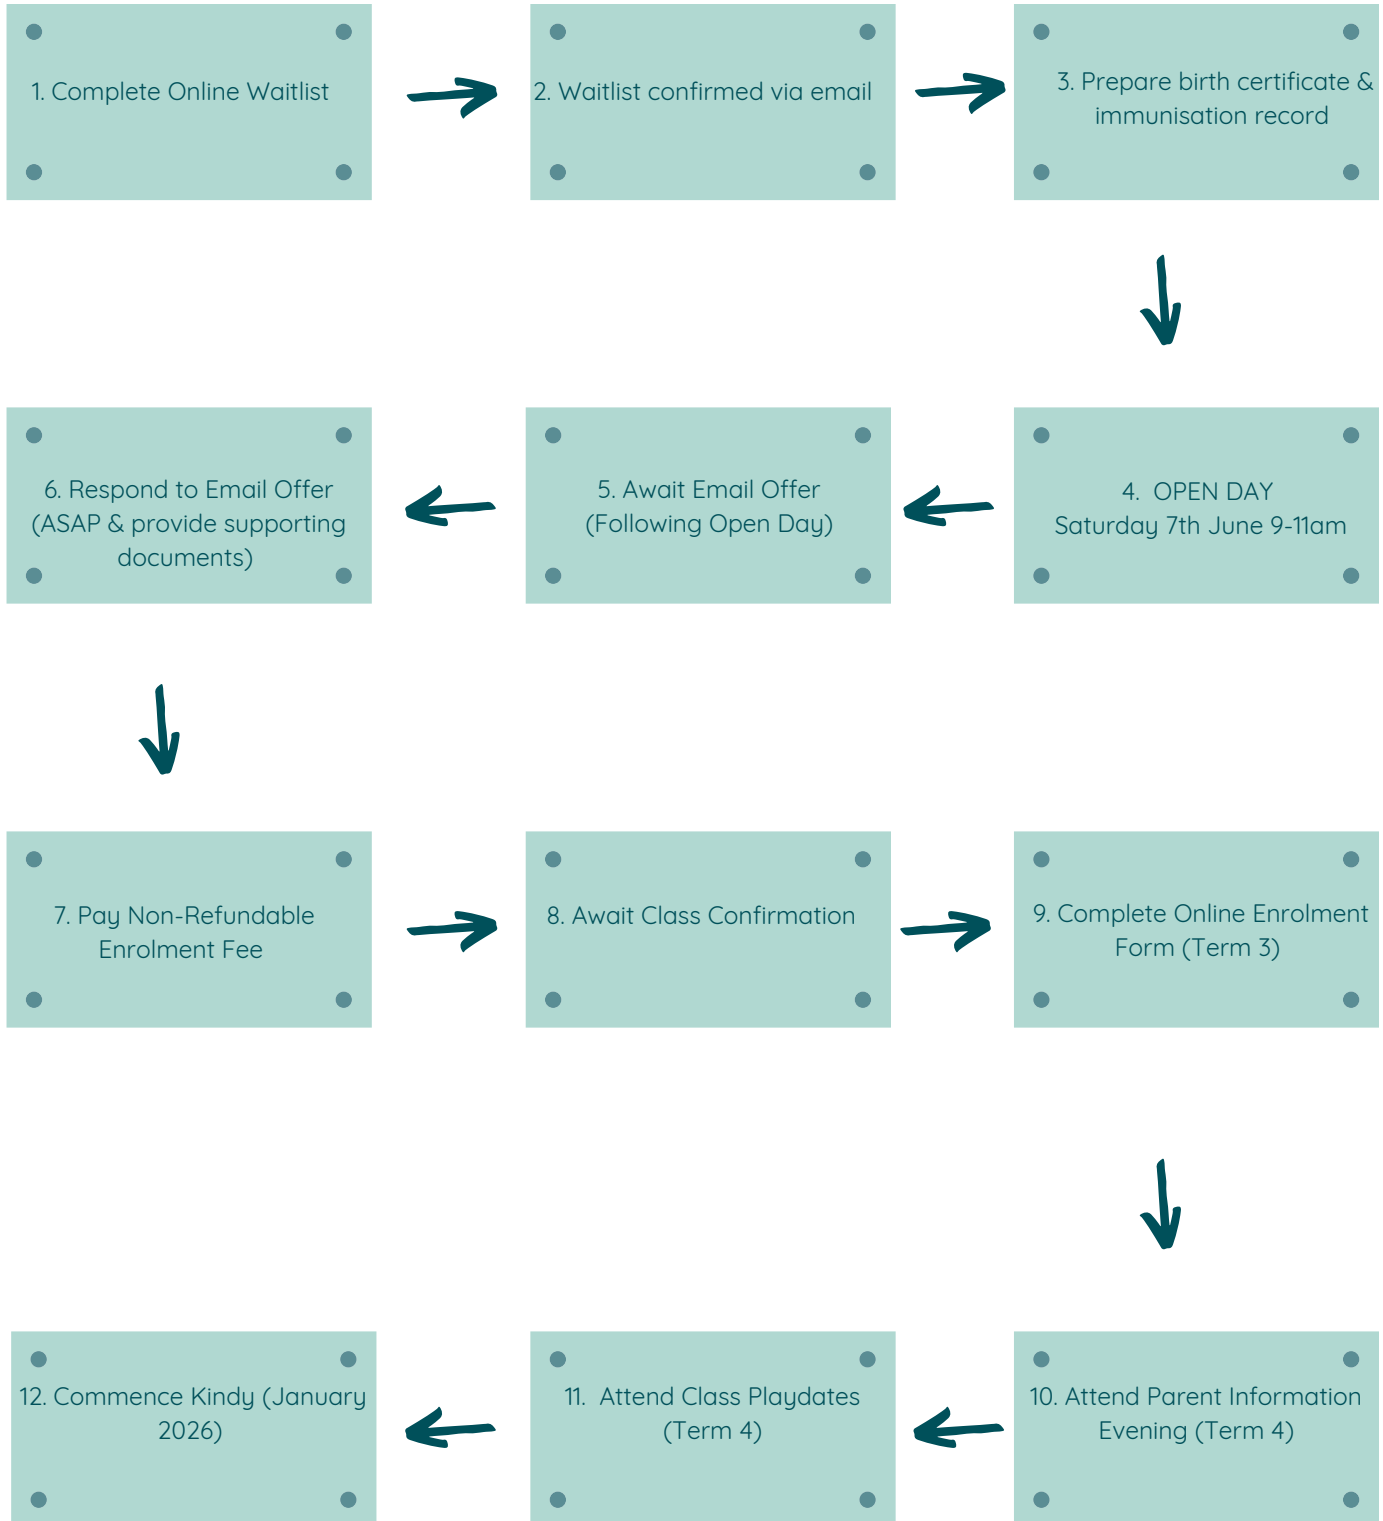 1. Complete Online Waitlist
2. Waitlist confirmed via email
3. Prepare birth certificate &
immunisation record
4. OPEN DAY
Saturday 7th June 9-11am
5. Await Email Offer
(Following Open Day)
6. Respond to Email Offer
(ASAP & provide supporting
documents)
7. Pay Non-Refundable
Enrolment Fee
8. Await Class Confirmation
9. Complete Online Enrolment
Form (Term 3)
10. Attend Parent Information
Evening (Term 4)
11. Attend Class Playdates
(Term 4)
12. Commence Kindy (January
2026)